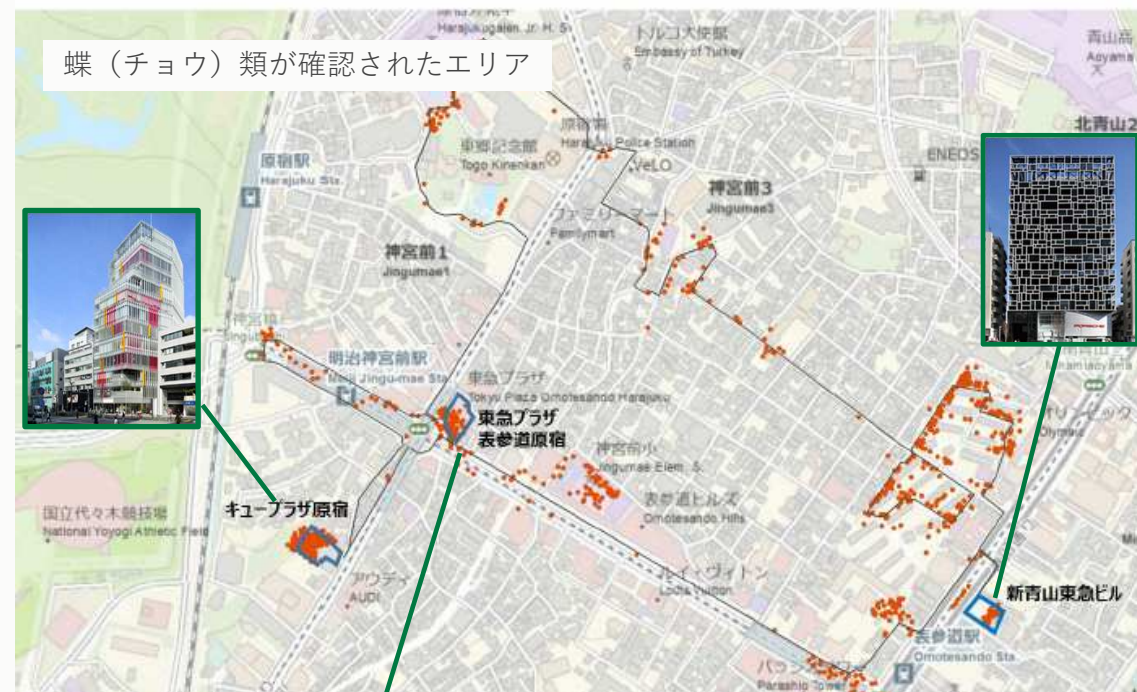 Harajukugaien Jr. H. S.
蝶（チョウ）類が確認されたエリア
トルコ大使館
Embassy of Turkey
青山高
Aoyama
北青山2
原宿署
Harajuku Police Station
東郷記念館
Togo Kinenkan
VeLO
ENEOS
原宿駅
Harajuku Sta.
神宮前3
Jingumae3
ファミリーマート
Familymart
神宮前1
Jingumae1
PORSCHE
明治神宮前駅
Meiji Jingu-mae Sta.
東急プラザ
Tokyu Plaza Omotesando Harajuku
東急プラザ
表参道原宿
オリンピック
Olympic
神宮前小
Jingumae Elem. S.
表参道ヒルズ
Omotesando Hills
キュープラザ原宿
国立代々木競技場
National Yoyogi Athletic Field
アウディ
AUDI
ルイ・ヴィトン
Louis Vuitton
新青山東急ビル
表参道駅
Omotesando Sta.
Parashio Tower